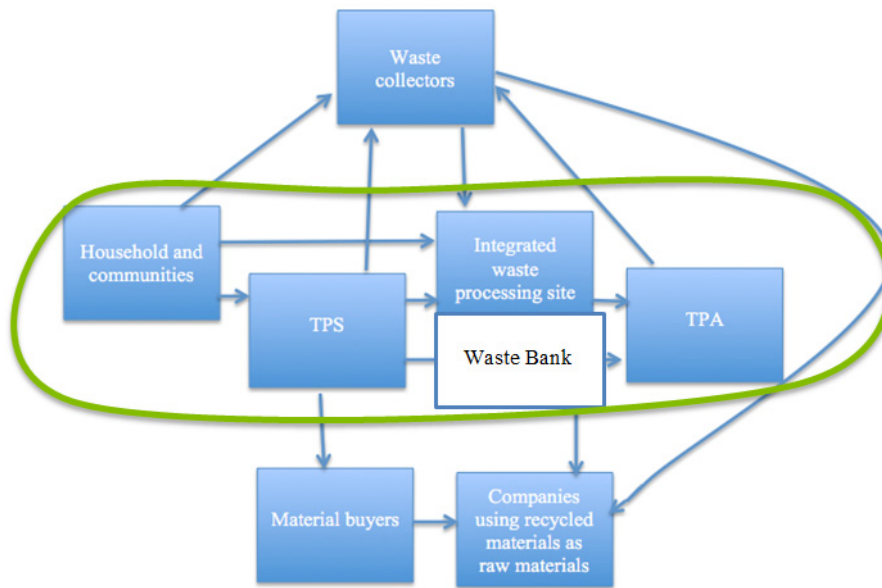 Waste
collectors
Household and
communities
Integrated
waste
processing site
TPS
TPA
Waste Bank
Material buyers
Companies
using recycled
materials as
raw materials